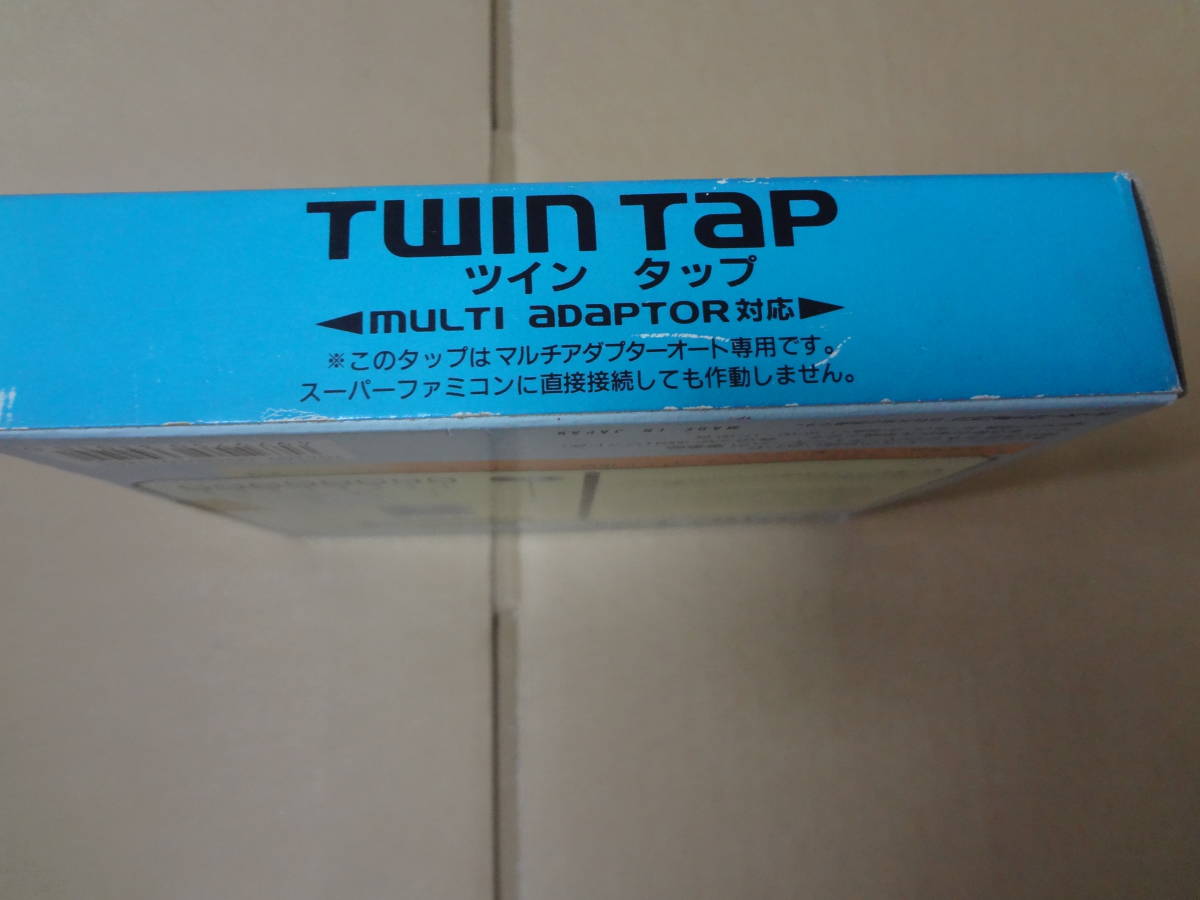 TWIN TAP
ツイン タップ
◀MULTI ADAPTOR対応▶
※このタップはマルチアダプターオート専用です。
スーパーファミコンに直接接続しても作動しません。
MADE IN JAPAN